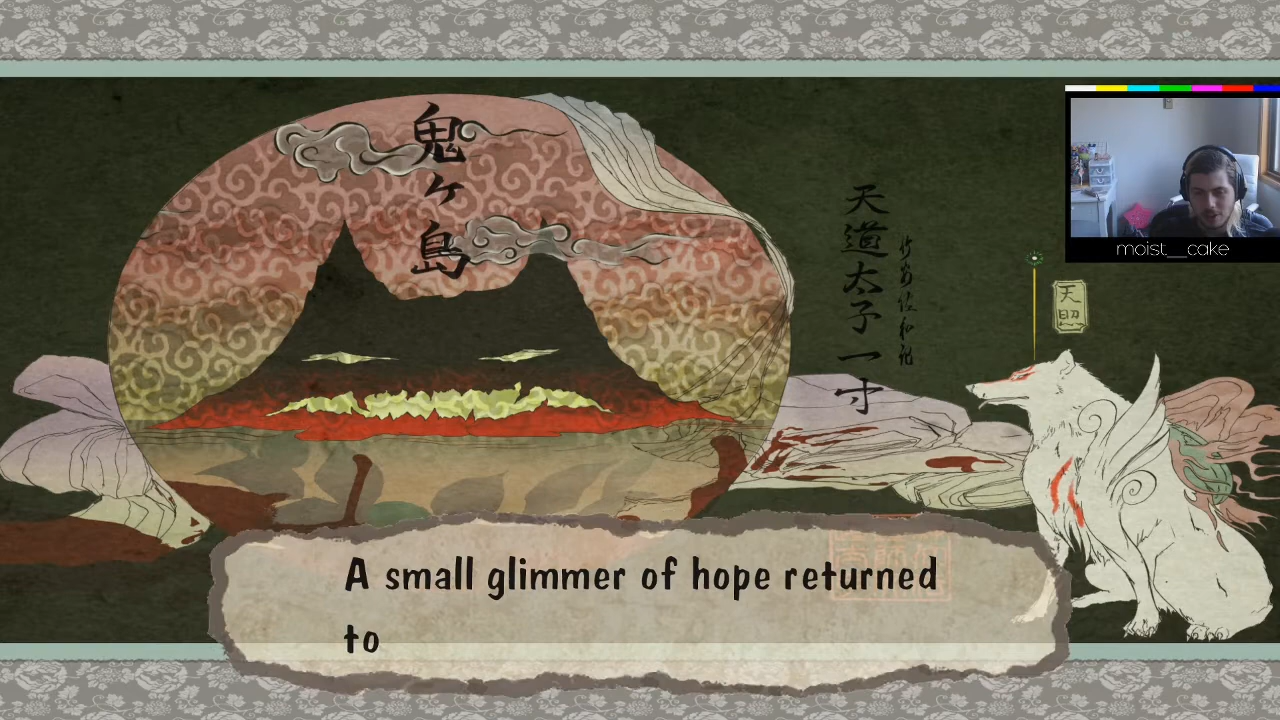 鬼ヶ島
天道太子一寸
天照
moist__cake
A small glimmer of hope returned
to